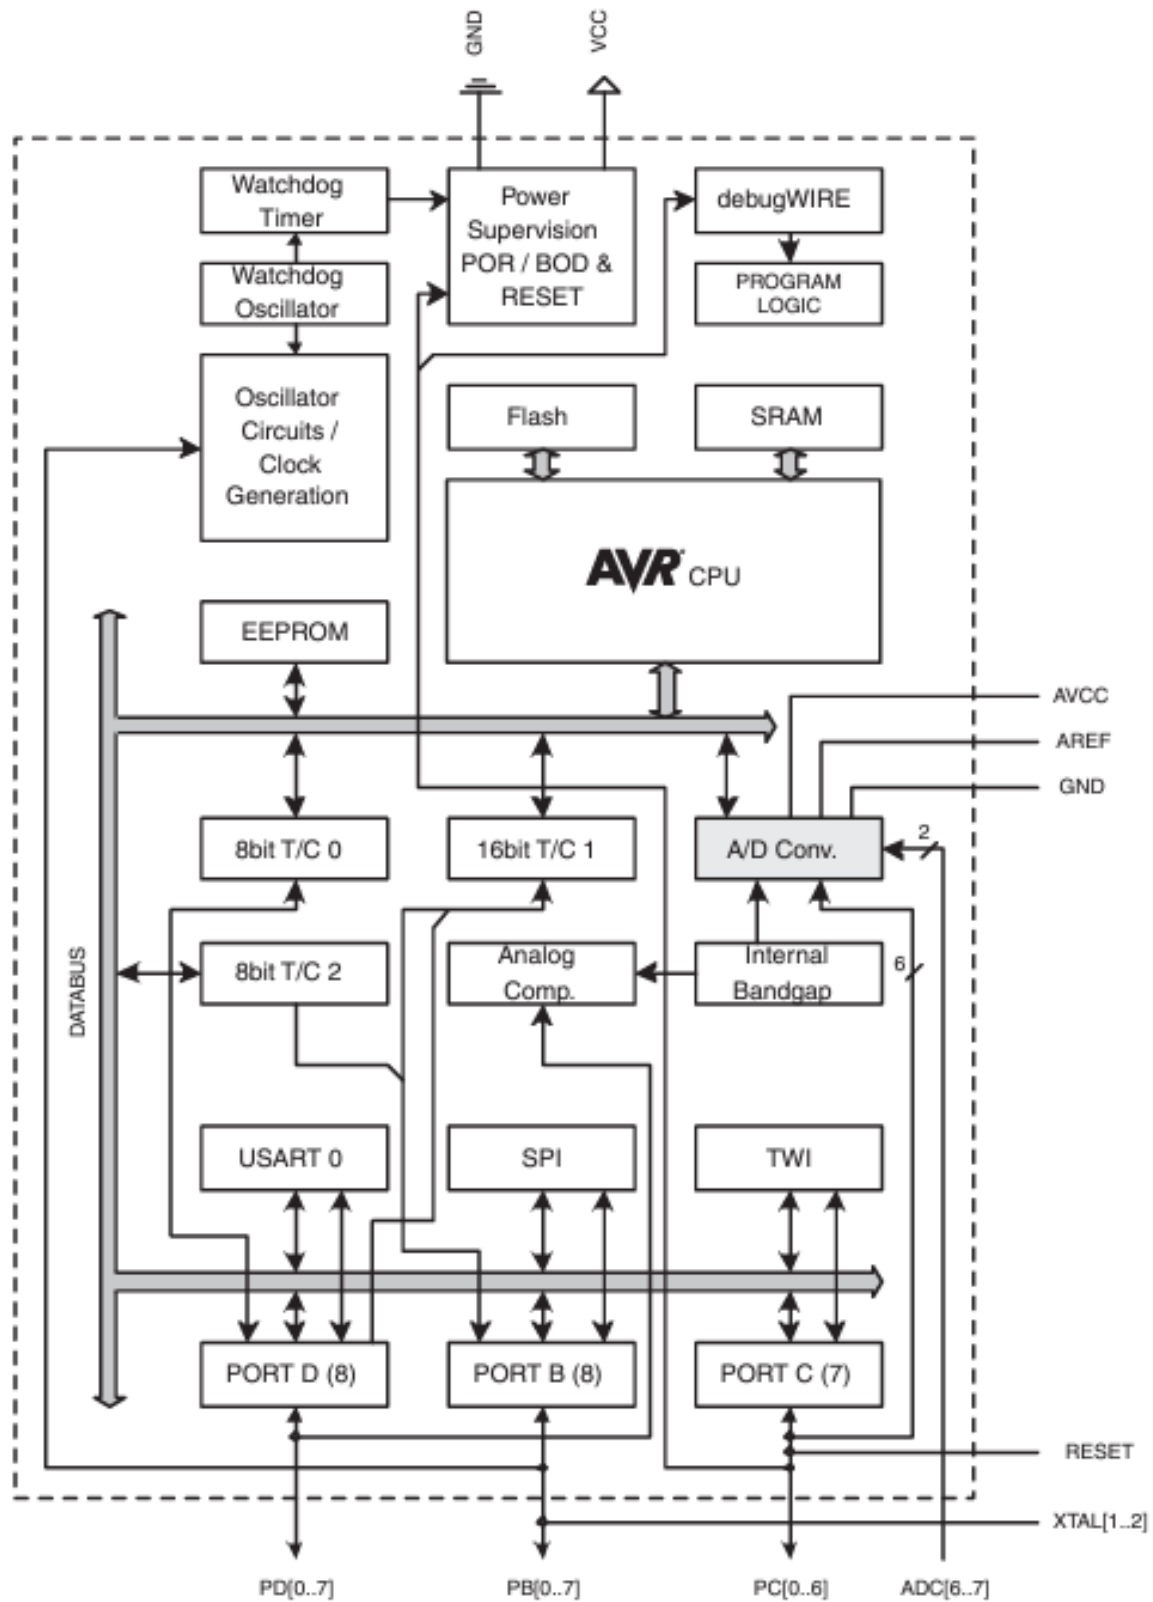 GND
VCC
Watchdog
Timer
Power
Supervision
POR / BOD &
RESET
debugWIRE
Watchdog
Oscillator
PROGRAM
LOGIC
Oscillator
Circuits /
Clock
Generation
Flash
SRAM
AVR CPU
EEPROM
AVCC
AREF
GND
8bit T/C 0
16bit T/C 1
A/D Conv.
2
DATABUS
8bit T/C 2
Analog
Comp.
Internal
Bandgap
6
USART 0
SPI
TWI
PORT D (8)
PORT B (8)
PORT C (7)
RESET
XTAL[1..2]
PD[0..7]
PB[0..7]
PC[0..6]
ADC[6..7]